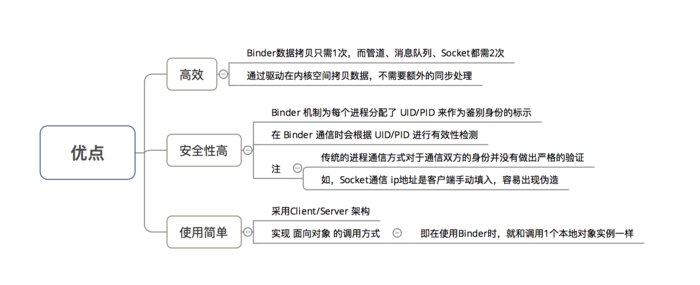 优点
高效
Binder数据拷贝只需1次，而管道、消息队列、Socket都需2次
通过驱动在内核空间拷贝数据，不需要额外的同步处理
安全性高
Binder 机制为每个进程分配了 UID/PID 来作为鉴别身份的标示
在 Binder 通信时会根据 UID/PID 进行有效性检测
注
传统的进程通信方式对于通信双方的身份并没有做出严格的验证
如，Socket通信 ip地址是客户端手动填入，容易出现伪造
使用简单
采用Client/Server 架构
实现 面向对象 的调用方式
即在使用Binder时，就和调用1个本地对象实例一样